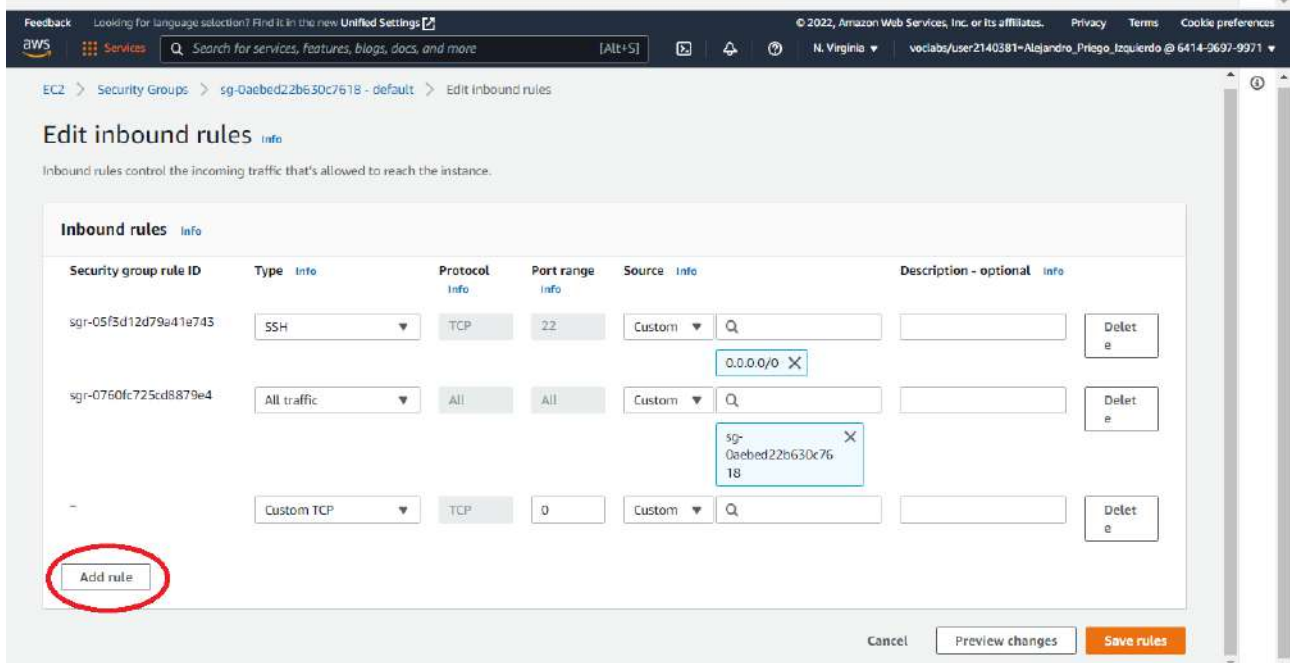 Feedback Looking for language selection? Find it in the new Unified Settings © 2022, Amazon Web Services, Inc. or its affiliates. Privacy Terms Cookie preferences
aws Services Search for services, features, blogs, docs, and more [Alt+S] N. Virginia voclabs/user2140381=Alejandro_Priego_Izquierdo @ 6414-9697-9971
EC2 > Security Groups > sg-0aebed22b630c7618 - default > Edit inbound rules
Edit inbound rules Info
Inbound rules control the incoming traffic that's allowed to reach the instance.
Inbound rules Info
Security group rule ID Type Info Protocol Port range Source Info Description - optional Info
Info Info
sgr-05f3d12d79a41e743 SSH TCP 22 Custom Delet
e
0.0.0.0/0
sgr-0760fc725cd8879e4 All traffic All All Custom Delet
e
sg-
0aebed22b630c76
18
– Custom TCP TCP 0 Custom Delet
e
Add rule
Cancel Preview changes Save rules